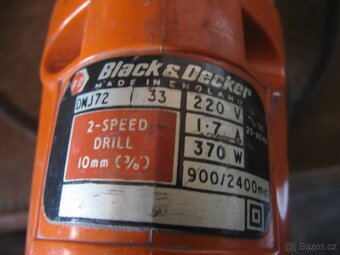 Black & Decker
MADE IN ENGLAND
DNJ72 33 220 V
1·7 A
2-SPEED
DRILL
10mm (3/8)
370 W
900/2400
Bazoš.cz